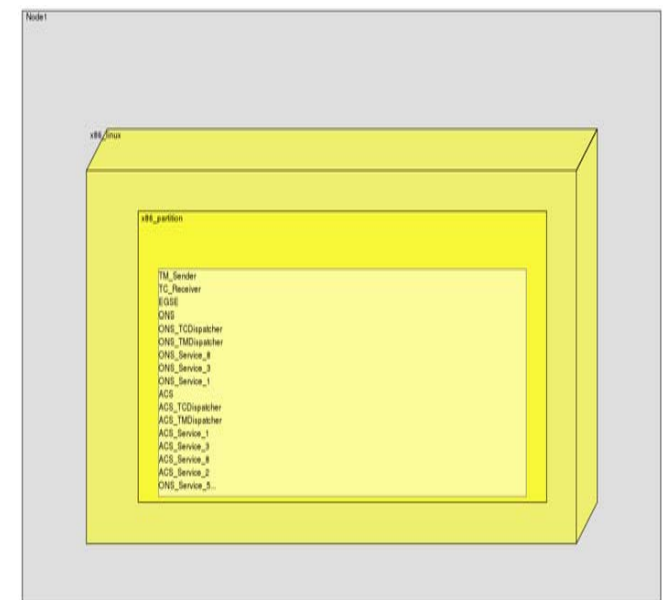 Node1
x86_linux
x86_partition
TM_Sender
TC_Receiver
EGSE
ONS
ONS_TCDispatcher
ONS_TMDispatcher
ONS_Service_8
ONS_Service_3
ONS_Service_1
ACS
ACS_TCDispatcher
ACS_TMDispatcher
ACS_Service_1
ACS_Service_3
ACS_Service_8
ACS_Service_2
ONS_Service_5...